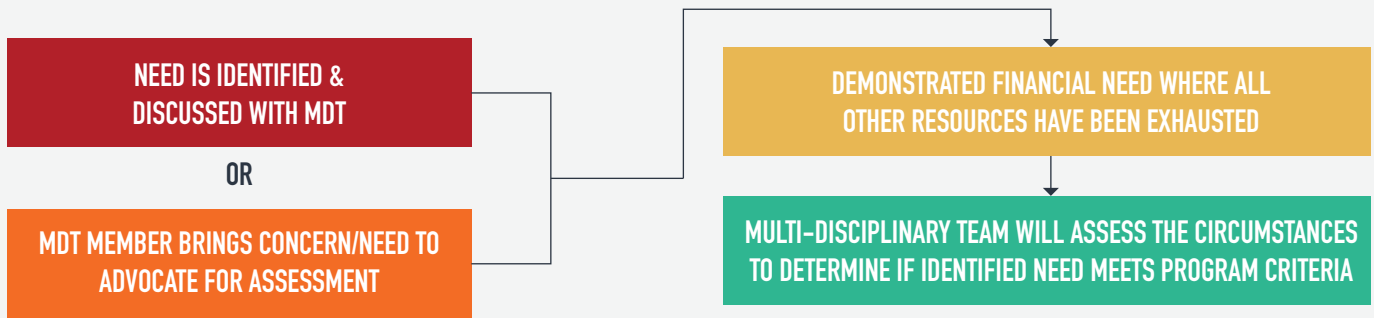 NEED IS IDENTIFIED &
DISCUSSED WITH MDT
OR
MDT MEMBER BRINGS CONCERN/NEED TO
ADVOCATE FOR ASSESSMENT
DEMONSTRATED FINANCIAL NEED WHERE ALL
OTHER RESOURCES HAVE BEEN EXHAUSTED
MULTI-DISCIPLINARY TEAM WILL ASSESS THE CIRCUMSTANCES
TO DETERMINE IF IDENTIFIED NEED MEETS PROGRAM CRITERIA